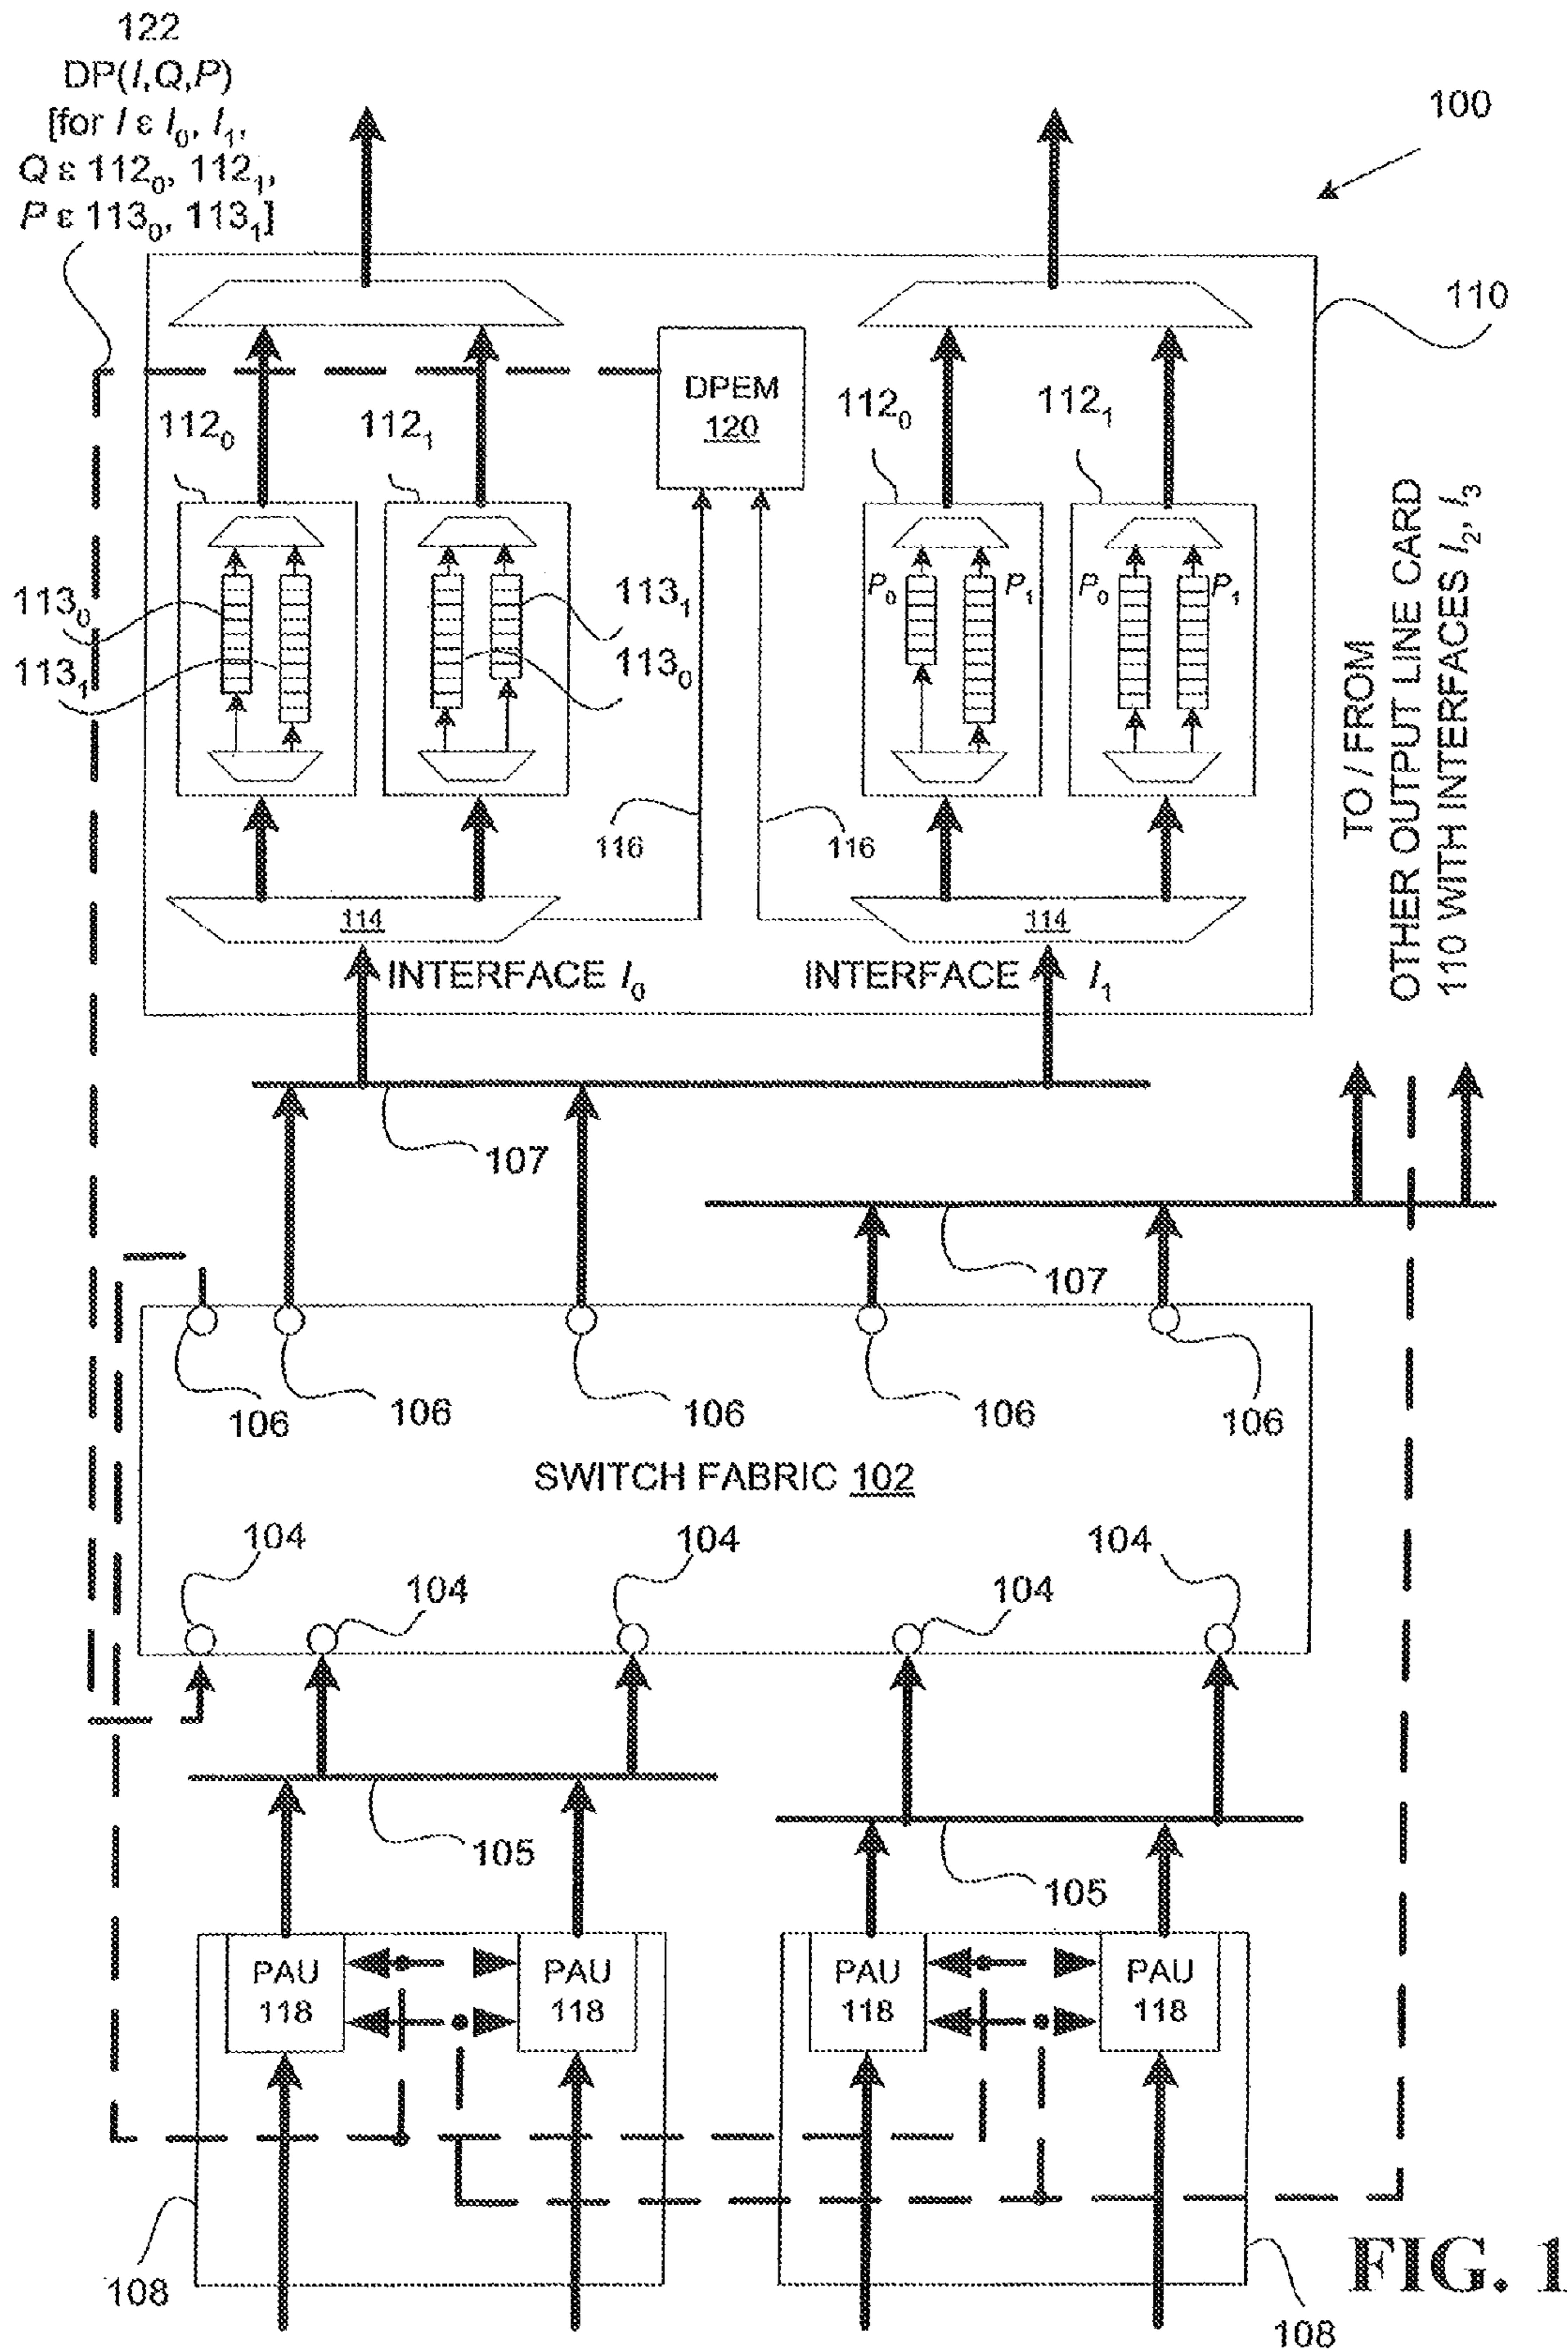 122
DP(I,Q,P)
[for I ε I₀, I₁,
Q ε 112₀, 112₁,
P ε 113₀, 113₁]
100
110
DPEM
120
112₀
112₁
112₀
112₁
113₀
113₁
113₁
113₀
P₀
P₁
P₀
P₁
116
116
114
114
INTERFACE I₀
INTERFACE I₁
TO / FROM
OTHER OUTPUT LINE CARD
110 WITH INTERFACES I₂, I₃
107
107
106
106
106
106
106
SWITCH FABRIC 102
104
104
104
104
104
105
105
PAU
118
PAU
118
PAU
118
PAU
118
108
108
FIG. 1